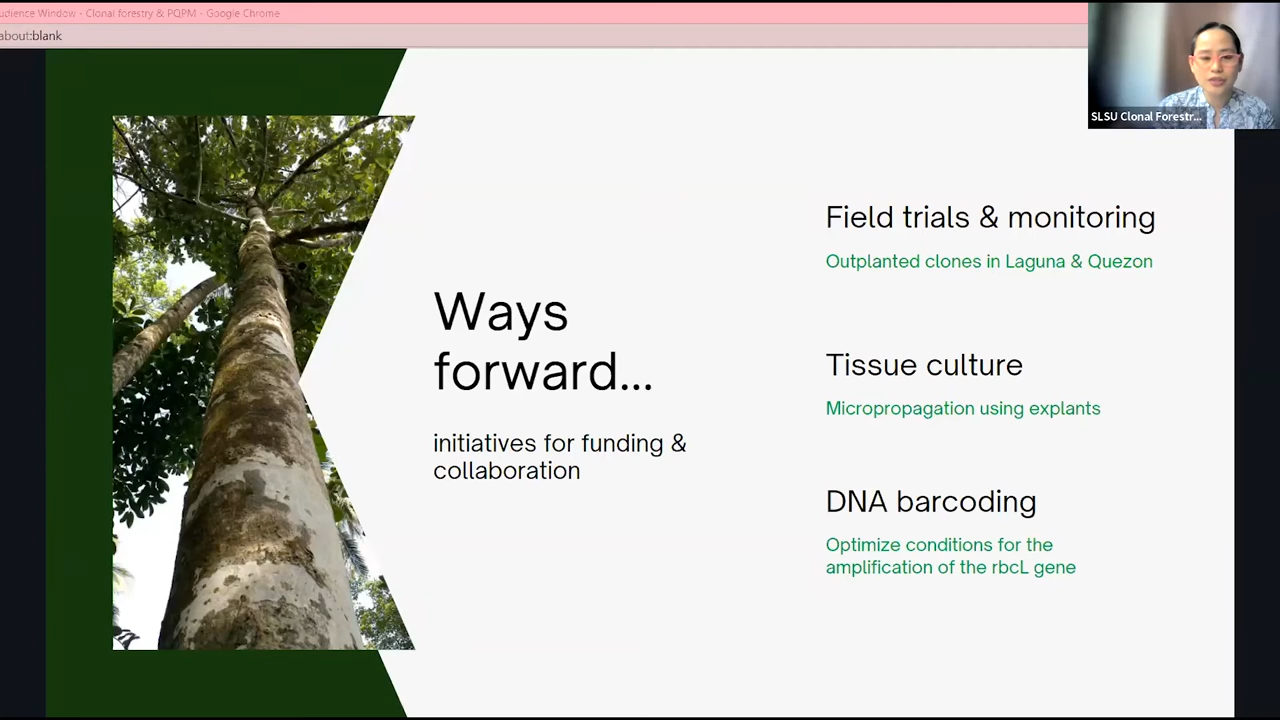 udience Window - Clonal forestry & PQPM - Google Chrome
about:blank
SLSU Clonal Forestr...
Ways
forward...
initiatives for funding &
collaboration
Field trials & monitoring
Outplanted clones in Laguna & Quezon
Tissue culture
Micropropagation using explants
DNA barcoding
Optimize conditions for the
amplification of the rbcL gene